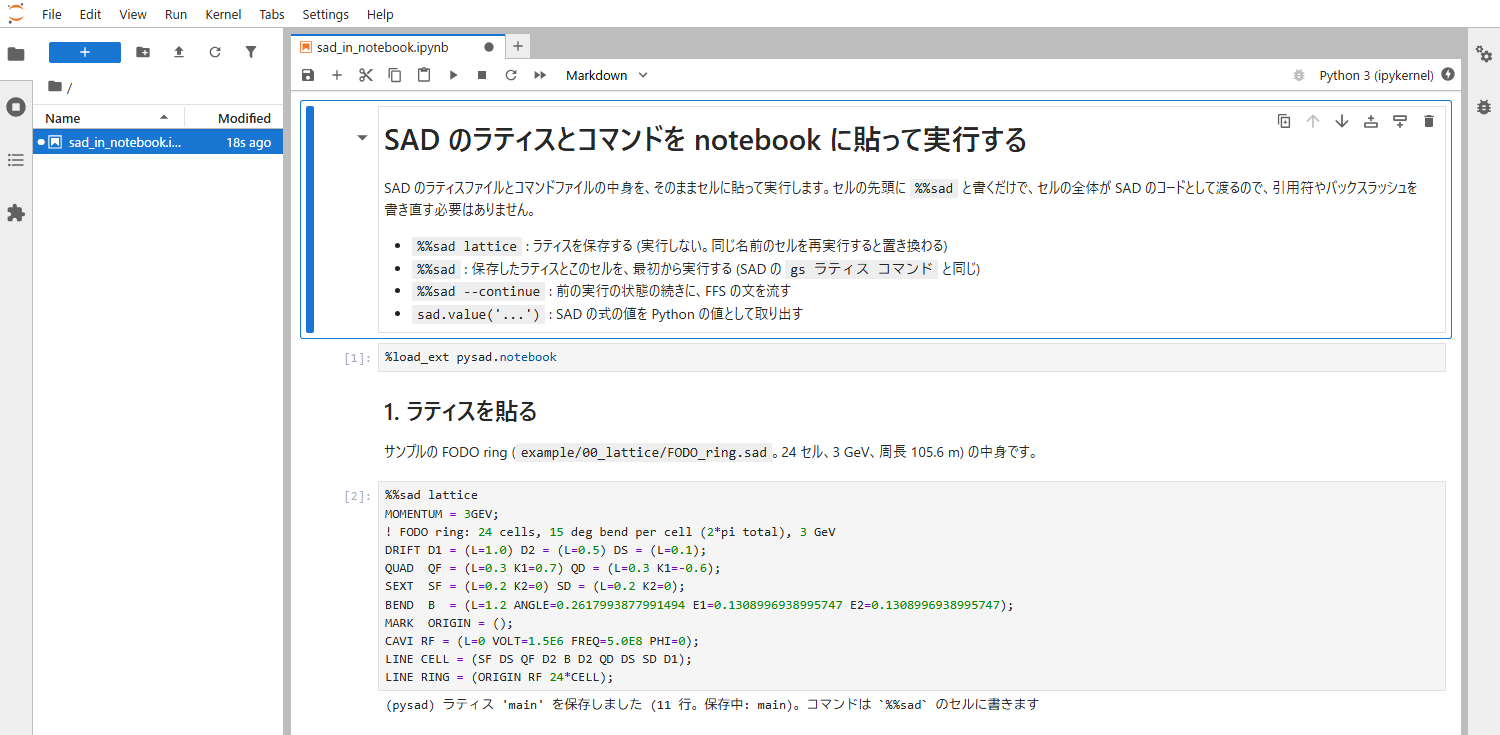 File Edit View Run Kernel Tabs Settings Help
sad_in_notebook.ipynb
Markdown
Python 3 (ipykernel)
/
Name Modified
sad_in_notebook.i... 18s ago
SAD のラティスとコマンドを notebook に貼って実行する
SAD のラティスファイルとコマンドファイルの中身を、そのままセルに貼って実行します。セルの先頭に %%sad と書くだけで、セルの全体が SAD のコードとして渡るので、引用符やバックスラッシュを
書き直す必要はありません。
• %%sad lattice : ラティスを保存する (実行しない。同じ名前のセルを再実行すると置き換わる)
• %%sad : 保存したラティスとこのセルを、最初から実行する (SAD の gs ラティス コマンド と同じ)
• %%sad --continue : 前の実行の状態の続きに、FFS の文を流す
• sad.value('...') : SAD の式の値を Python の値として取り出す
[1]: %load_ext pysad.notebook
1. ラティスを貼る
サンプルの FODO ring ( example/00_lattice/FODO_ring.sad 。24 セル、3 GeV、周長 105.6 m) の中身です。
[2]: %%sad lattice
MOMENTUM = 3GEV;
! FODO ring: 24 cells, 15 deg bend per cell (2*pi total), 3 GeV
DRIFT D1 = (L=1.0) D2 = (L=0.5) DS = (L=0.1);
QUAD  QF = (L=0.3 K1=0.7) QD = (L=0.3 K1=-0.6);
SEXT  SF = (L=0.2 K2=0) SD = (L=0.2 K2=0);
BEND  B  = (L=1.2 ANGLE=0.2617993877991494 E1=0.1308996938995747 E2=0.1308996938995747);
MARK  ORIGIN = ();
CAVI RF = (L=0 VOLT=1.5E6 FREQ=5.0E8 PHI=0);
LINE CELL = (SF DS QF D2 B D2 QD DS SD D1);
LINE RING = (ORIGIN RF 24*CELL);
(pysad) ラティス 'main' を保存しました (11 行。保存中: main)。コマンドは `%%sad` のセルに書きます